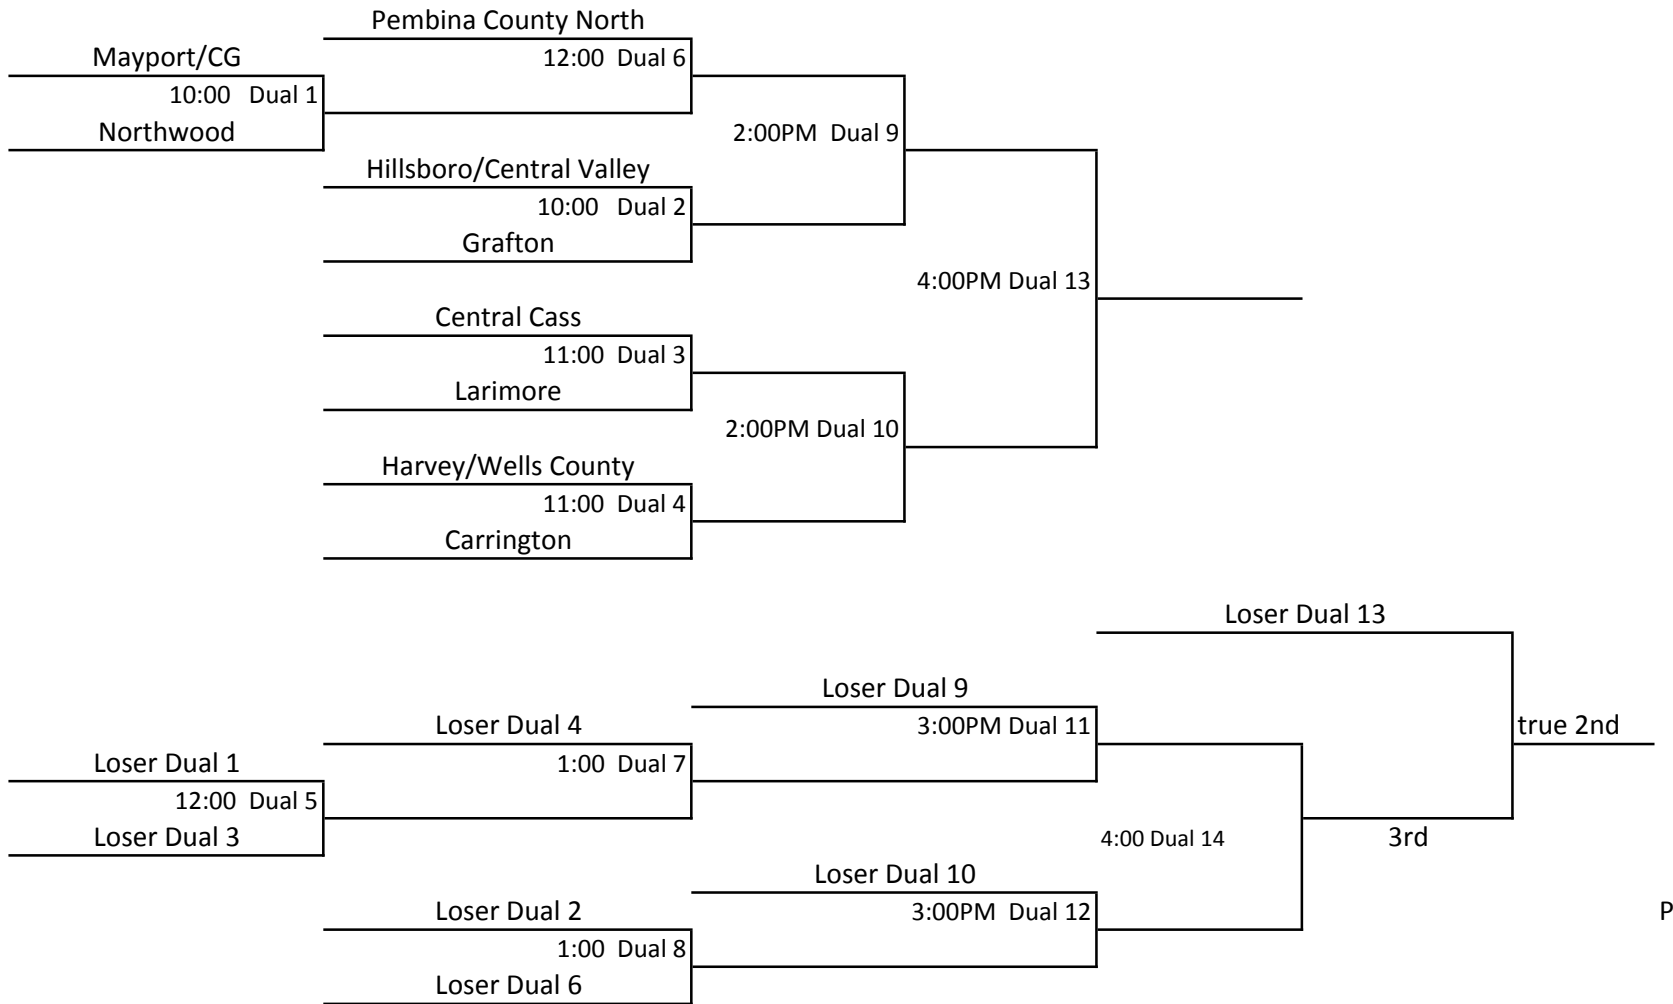 Pembina County North
Mayport/CG
12:00 Dual 6
10:00 Dual 1
Northwood
2:00PM Dual 9
Hillsboro/Central Valley
10:00 Dual 2
Grafton
4:00PM Dual 13
Central Cass
11:00 Dual 3
Larimore
2:00PM Dual 10
Harvey/Wells County
11:00 Dual 4
Carrington
Loser Dual 13
Loser Dual 9
Loser Dual 4
3:00PM Dual 11
true 2nd
Loser Dual 1
1:00 Dual 7
12:00 Dual 5
Loser Dual 3
4:00 Dual 14
3rd
Loser Dual 10
Loser Dual 2
3:00PM Dual 12
P
1:00 Dual 8
Loser Dual 6